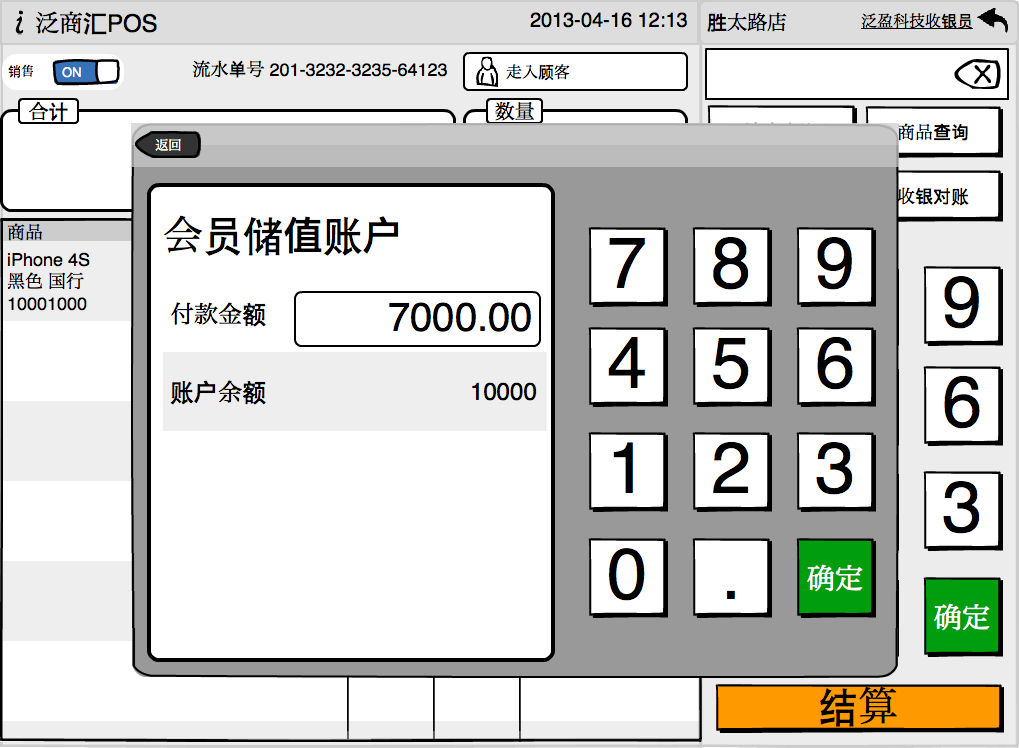 i 泛商汇POS
2013-04-16 12:13
胜太路店
泛盈科技收银员
销售
ON
流水单号 201-3232-3235-64123
走入顾客
X
合计
数量
商品查询
收银对账
商品
iPhone 4S
黑色 国行
10001000
返回
会员储值账户
付款金额 7000.00
账户余额 10000
7 8 9
4 5 6
1 2 3
0 . 确定
9
6
3
确定
结算